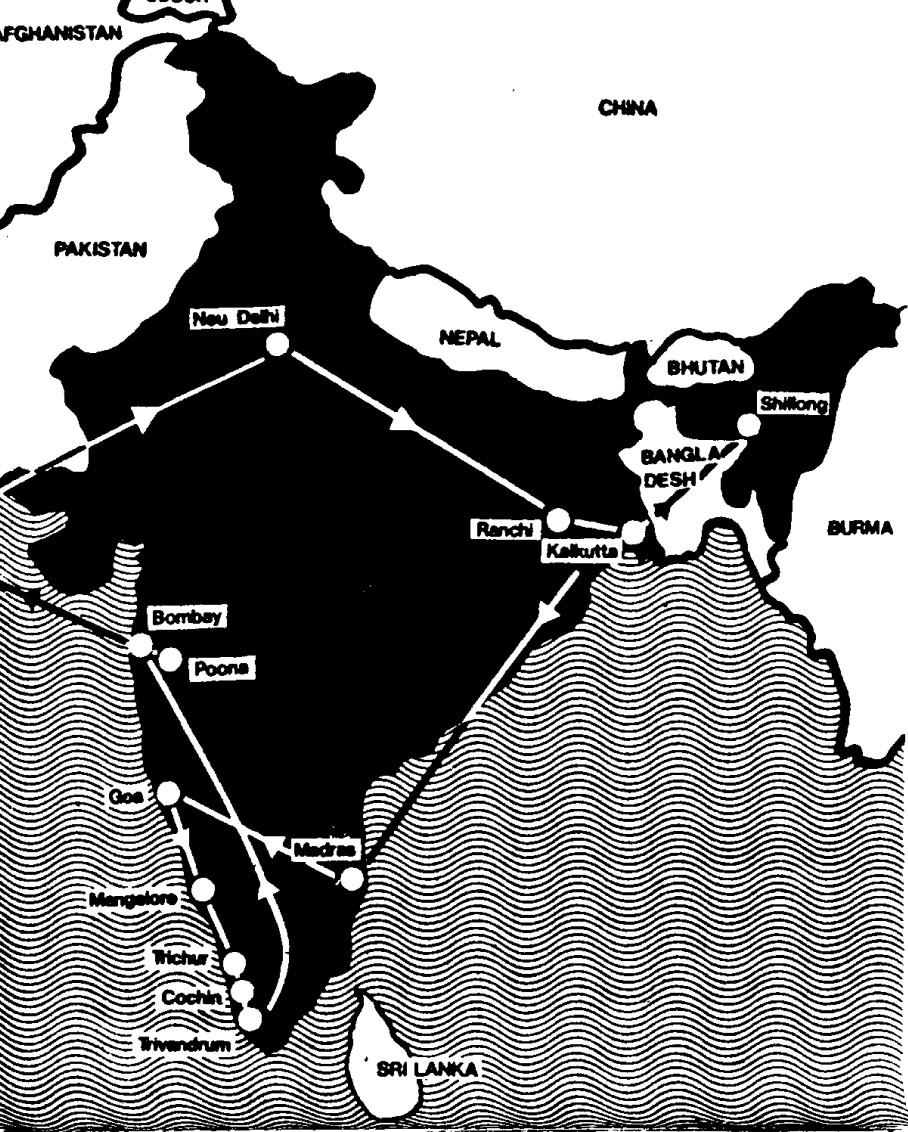 AFGHANISTAN
CHINA
PAKISTAN
New Delhi
NEPAL
BHUTAN
Shillong
BANGLA
DESH
Ranchi
Kalkutta
BURMA
Bombay
Poona
Goa
Madras
Mangalore
Trichur
Cochin
Trivandrum
SRI LANKA